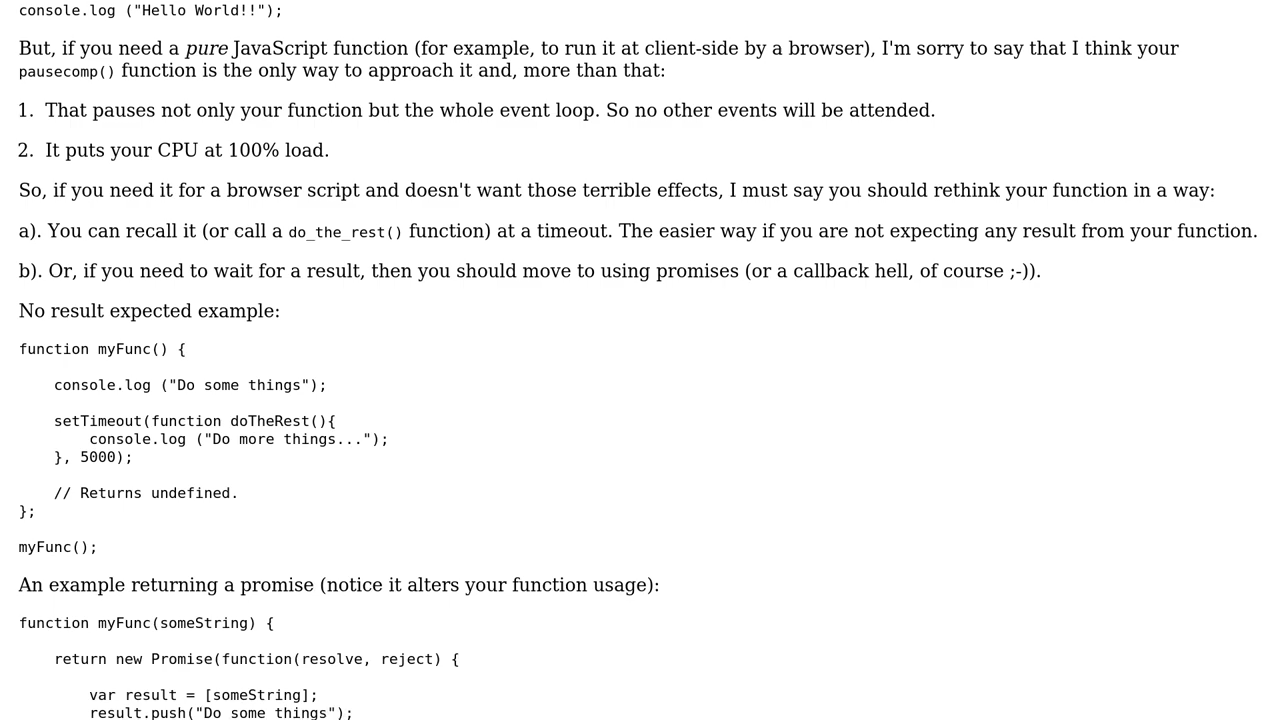 console.log ("Hello World!!");
But, if you need a pure JavaScript function (for example, to run it at client-side by a browser), I'm sorry to say that I think your
pausecomp() function is the only way to approach it and, more than that:
1. That pauses not only your function but the whole event loop. So no other events will be attended.
2. It puts your CPU at 100% load.
So, if you need it for a browser script and doesn't want those terrible effects, I must say you should rethink your function in a way:
a). You can recall it (or call a do_the_rest() function) at a timeout. The easier way if you are not expecting any result from your function.
b). Or, if you need to wait for a result, then you should move to using promises (or a callback hell, of course ;-)).
No result expected example:
function myFunc() {
    console.log ("Do some things");
    setTimeout(function doTheRest(){
        console.log ("Do more things...");
    }, 5000);
    // Returns undefined.
};
myFunc();
An example returning a promise (notice it alters your function usage):
function myFunc(someString) {
    return new Promise(function(resolve, reject) {
        var result = [someString];
        result.push("Do some things");